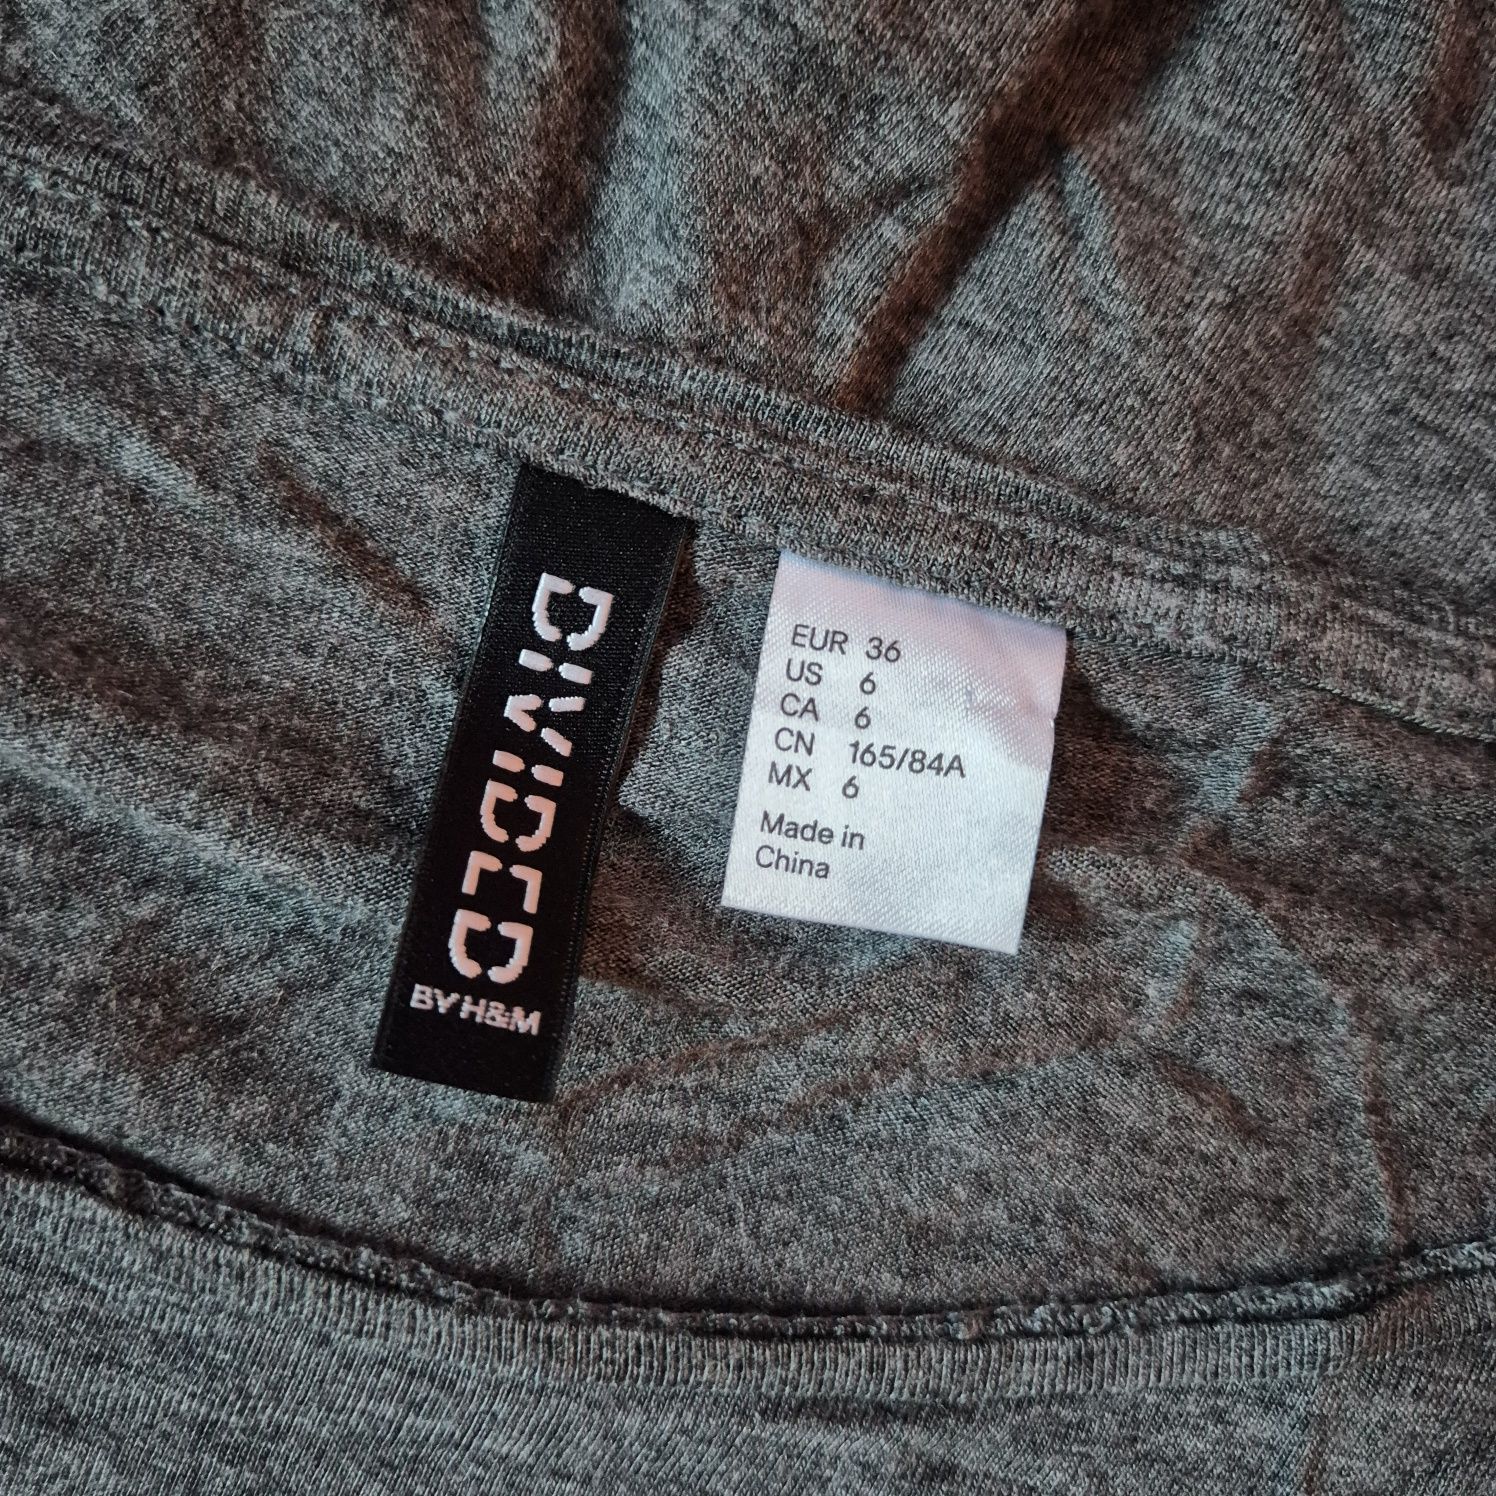 DIVIDED
BY H&M
EUR 36
US 6
CA 6
CN 165/84A
MX 6
Made in
China